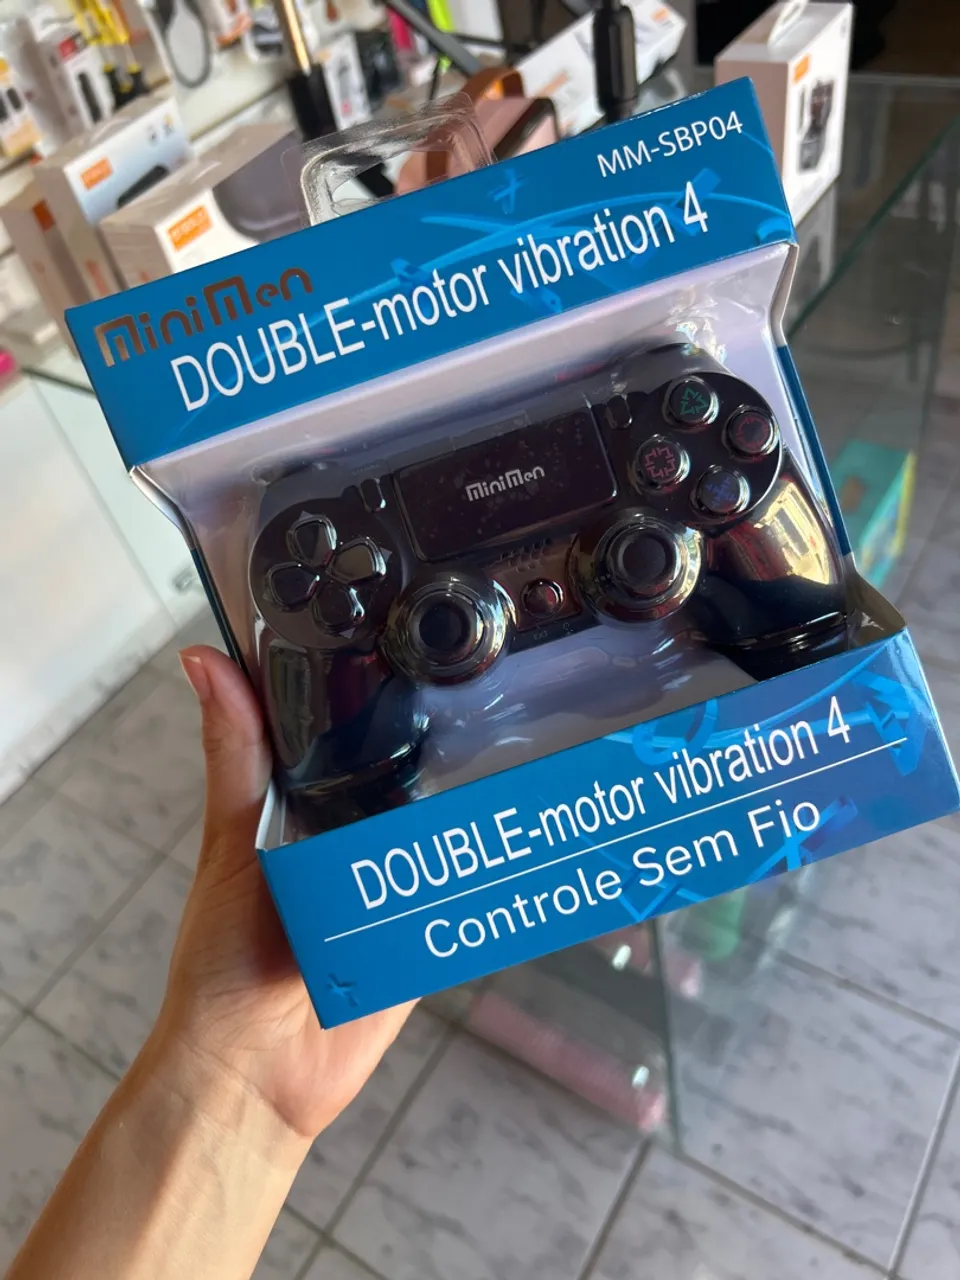 MM-SBP04
MiniMen
DOUBLE-motor vibration 4
MiniMen
DOUBLE-motor vibration 4
Controle Sem Fio